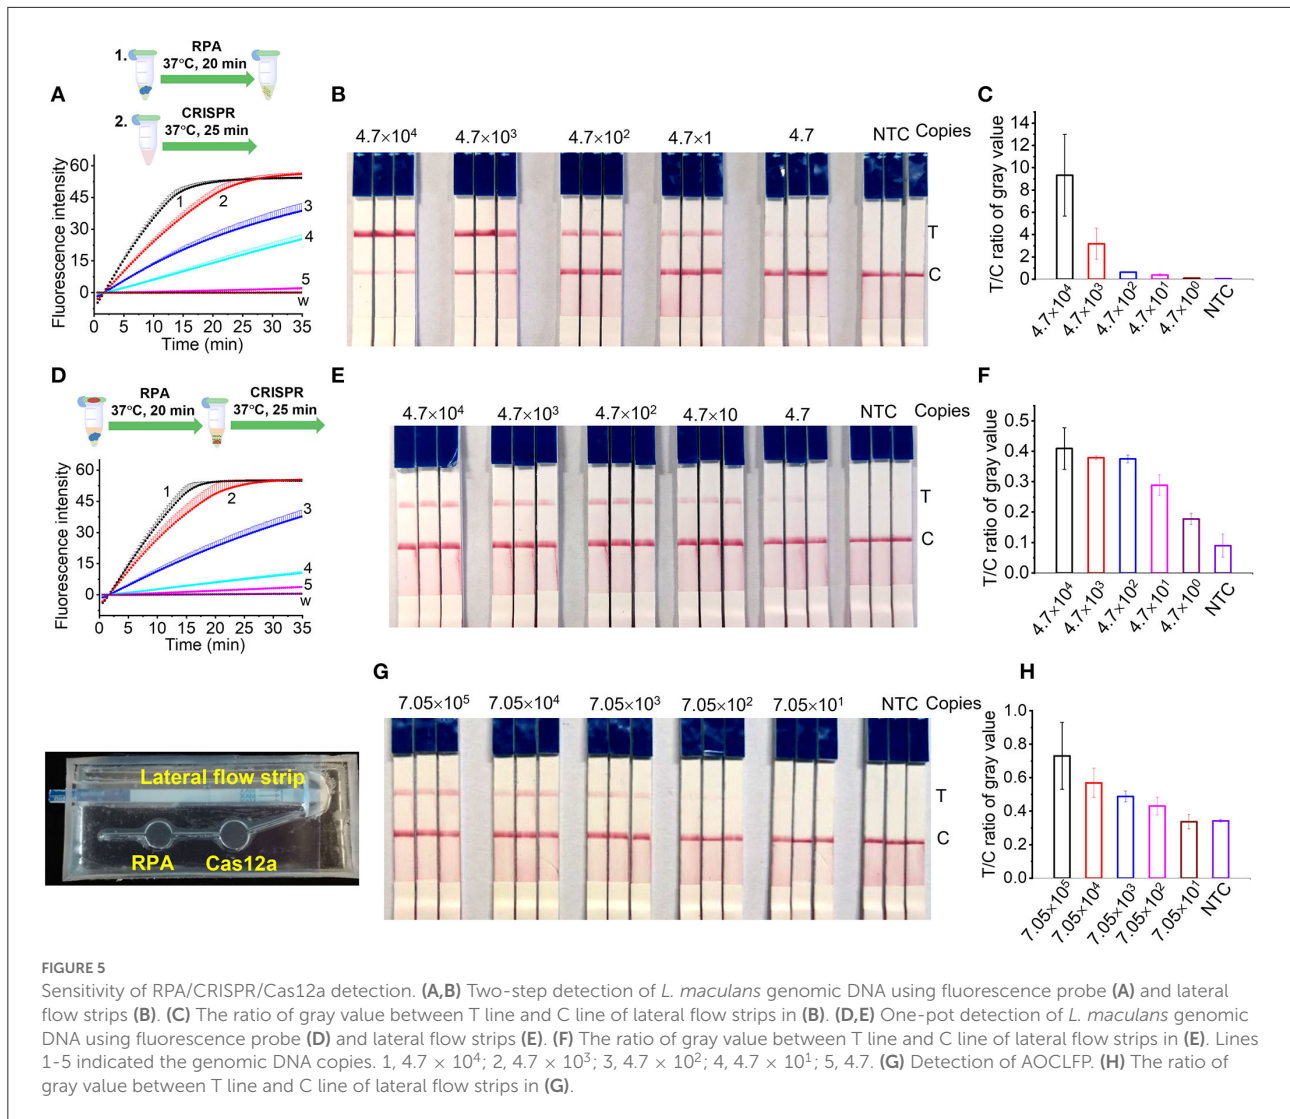 1.
RPA
37°C, 20 min
A
2.
CRISPR
37°C, 25 min
Fluorescence intensity
60
45
30
15
0
1
2
3
4
5
w
0 5 10 15 20 25 30 35
Time (min)
B
4.7×10⁴ 4.7×10³ 4.7×10² 4.7×1 4.7 NTC Copies
T
C
C
T/C ratio of gray value
14
12
10
8
6
4
2
0
4.7×10⁴ 4.7×10³ 4.7×10² 4.7×10¹ 4.7×10⁰ NTC
D
RPA
37°C, 20 min
CRISPR
37°C, 25 min
Fluorescence intensity
60
45
30
15
0
1
2
3
4
5
w
0 5 10 15 20 25 30 35
Time (min)
E
4.7×10⁴ 4.7×10³ 4.7×10² 4.7×10 4.7 NTC Copies
T
C
F
T/C ratio of gray value
0.5
0.4
0.3
0.2
0.1
0.0
4.7×10⁴ 4.7×10³ 4.7×10² 4.7×10¹ 4.7×10⁰ NTC
Lateral flow strip
RPA Cas12a
G
7.05×10⁵ 7.05×10⁴ 7.05×10³ 7.05×10² 7.05×10¹ NTC Copies
T
C
H
T/C ratio of gray value
1.0
0.8
0.6
0.4
0.2
0.0
7.05×10⁵ 7.05×10⁴ 7.05×10³ 7.05×10² 7.05×10¹ NTC
FIGURE 5
Sensitivity of RPA/CRISPR/Cas12a detection. (A,B) Two-step detection of L. maculans genomic DNA using fluorescence probe (A) and lateral
flow strips (B). (C) The ratio of gray value between T line and C line of lateral flow strips in (B). (D,E) One-pot detection of L. maculans genomic
DNA using fluorescence probe (D) and lateral flow strips (E). (F) The ratio of gray value between T line and C line of lateral flow strips in (E). Lines
1-5 indicated the genomic DNA copies. 1, 4.7 × 10⁴; 2, 4.7 × 10³; 3, 4.7 × 10²; 4, 4.7 × 10¹; 5, 4.7. (G) Detection of AOCLFP. (H) The ratio of
gray value between T line and C line of lateral flow strips in (G).